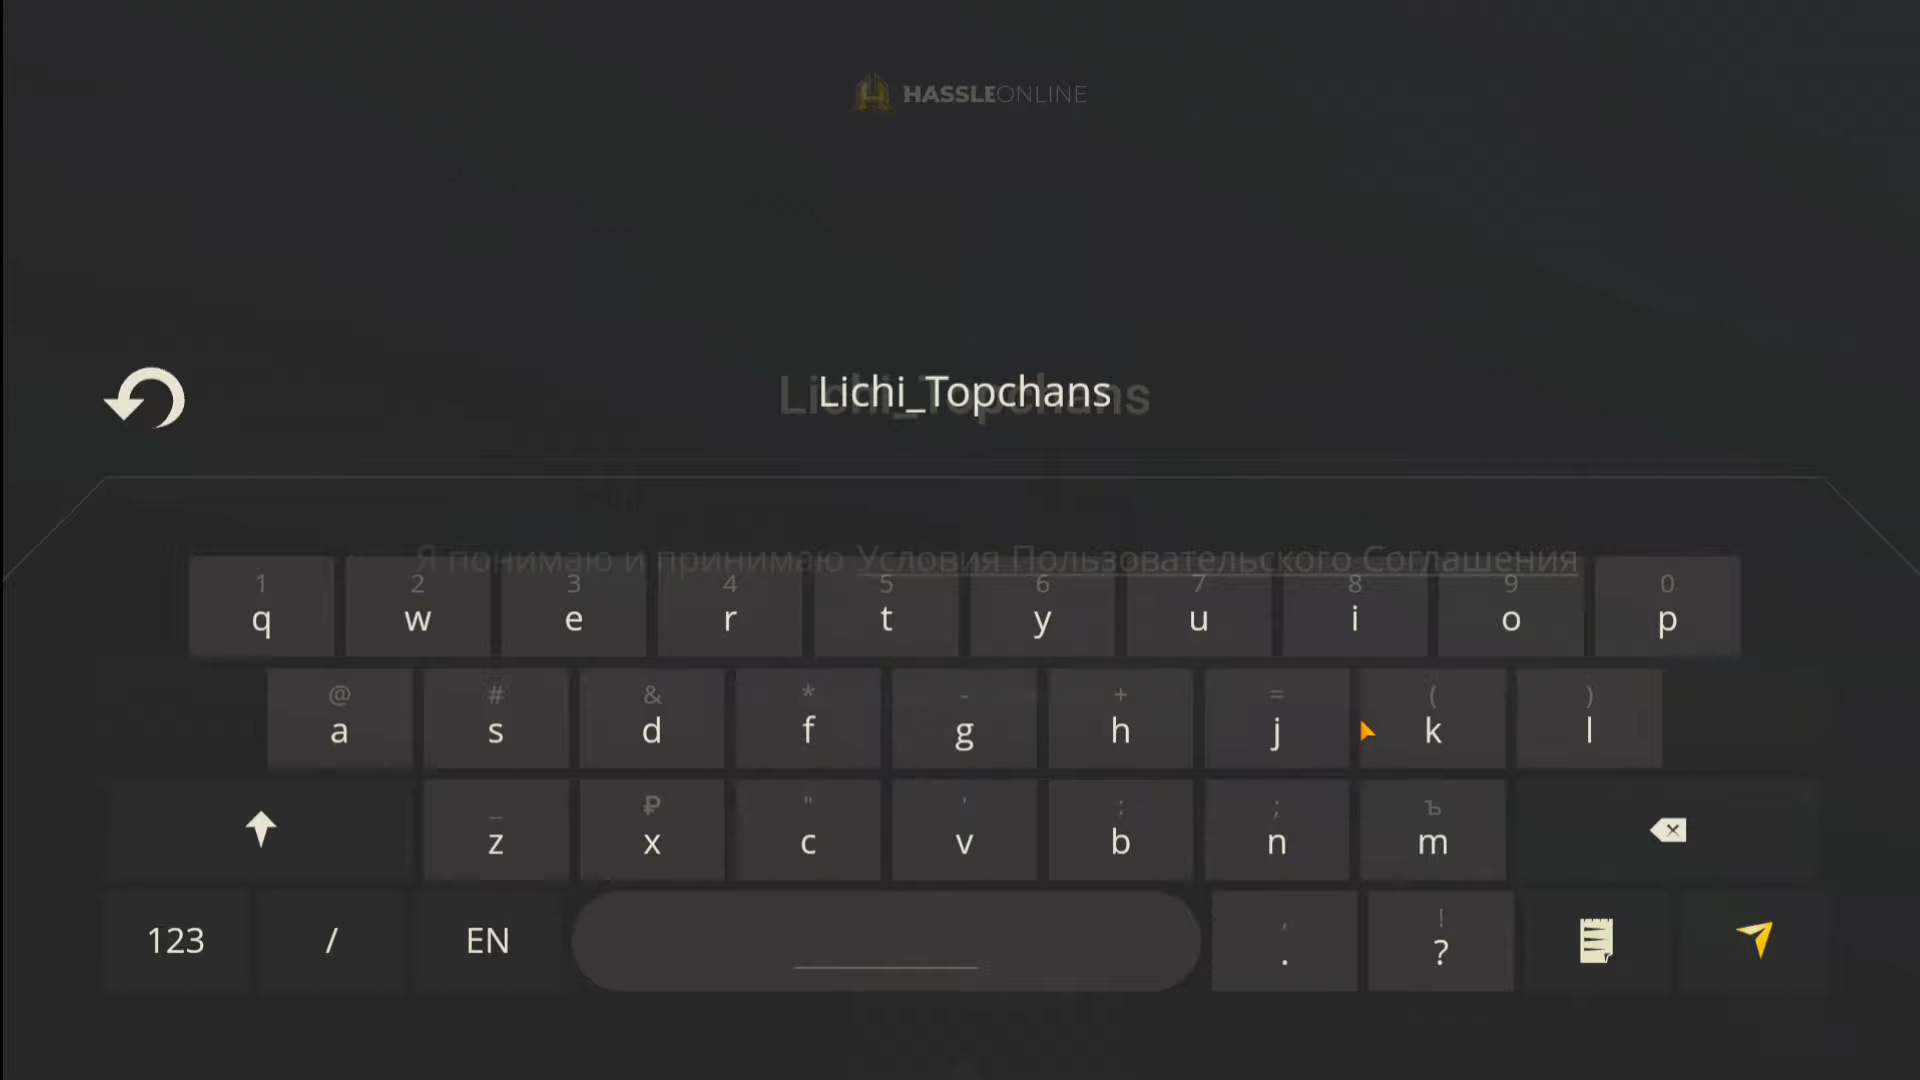 HASSLEONLINE
Lichi_Topchans
Lichi_Topchans
Я понимаю и принимаю Условия Пользовательского Соглашения
1 2 3 4 5 6 7 8 9 0
q w e r t y u i o p
@ # & * - + = ( )
a s d f g h j k l
_ ₽ " ' : ; ъ
z x c v b n m
, !
123 / EN . ?